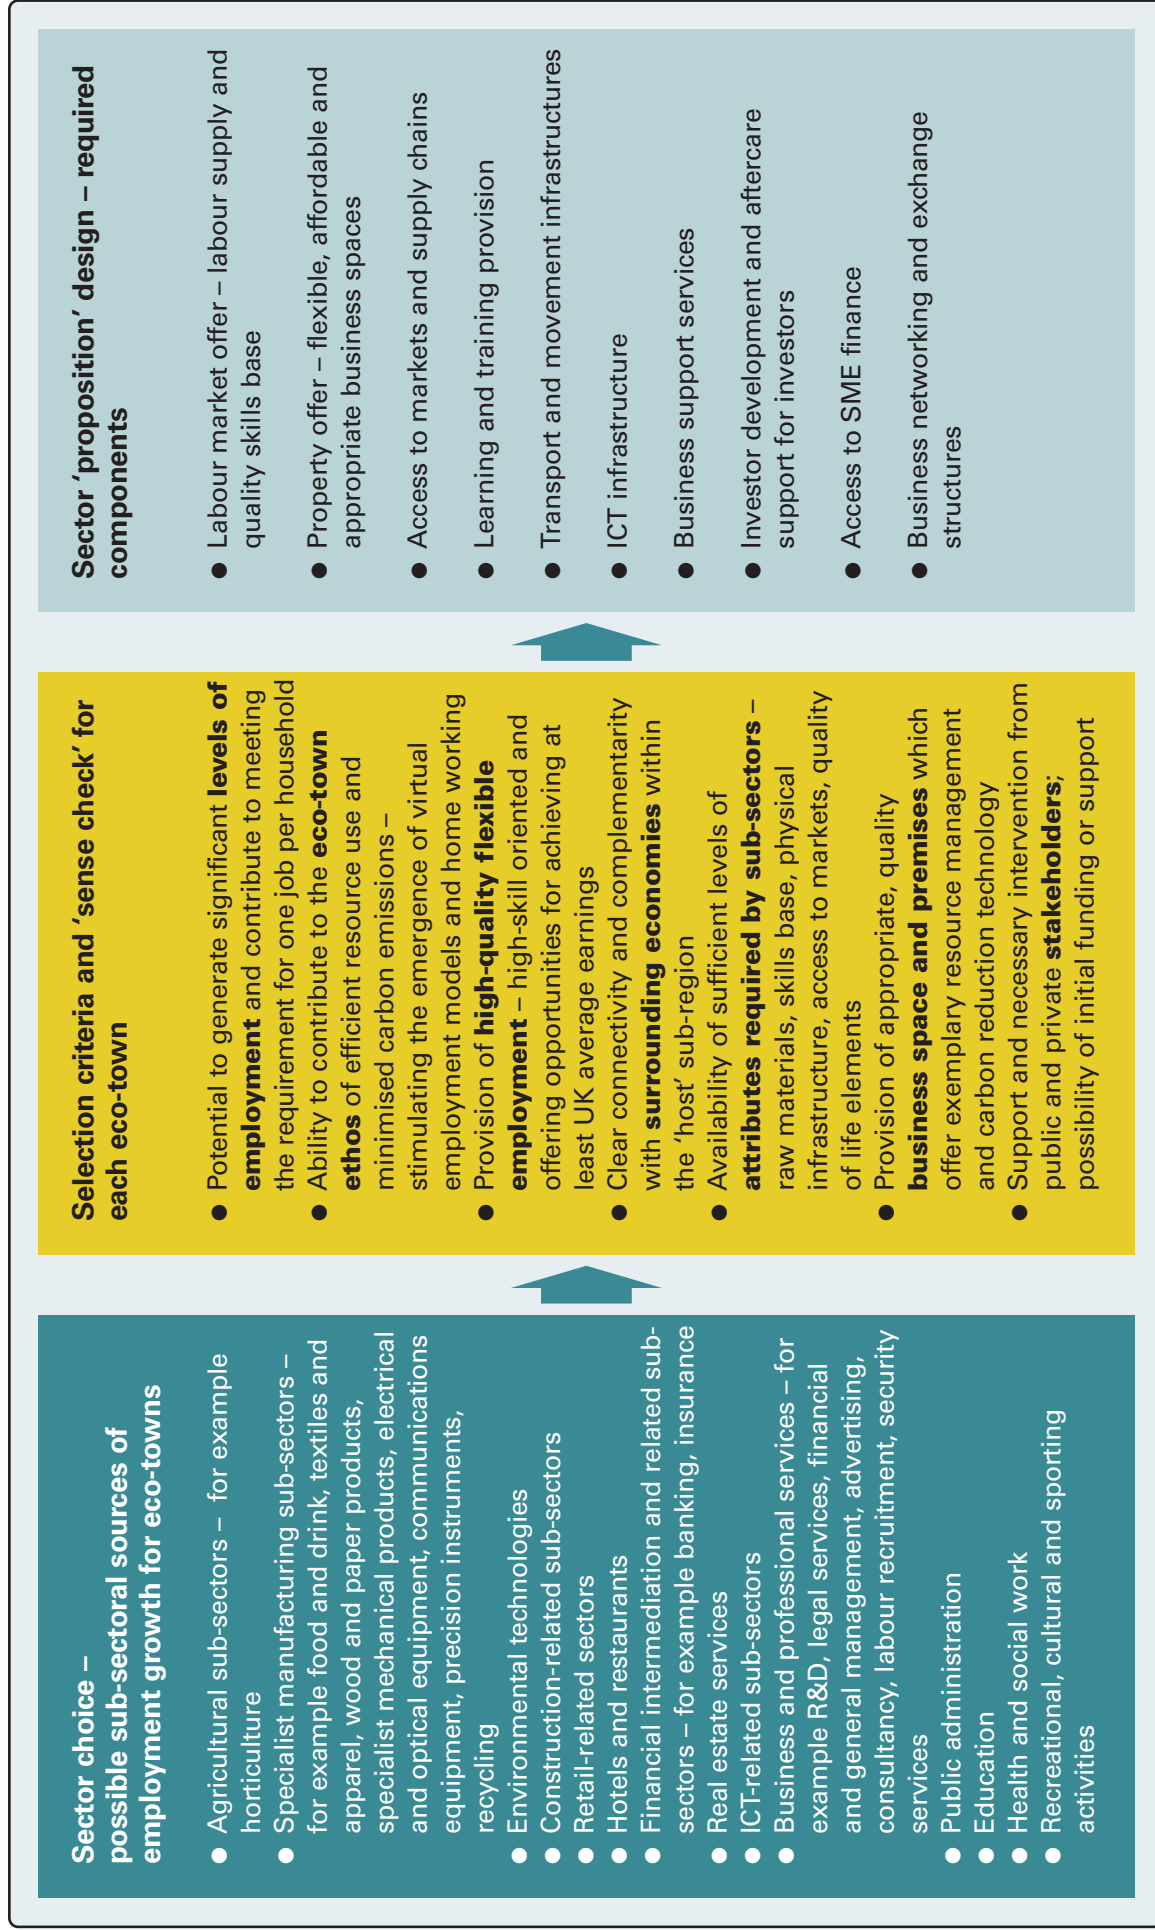 Sector choice –
possible sub-sectoral sources of
employment growth for eco-towns
● Agricultural sub-sectors – for example
horticulture
● Specialist manufacturing sub-sectors –
for example food and drink, textiles and
apparel, wood and paper products,
specialist mechanical products, electrical
and optical equipment, communications
equipment, precision instruments,
recycling
● Environmental technologies
● Construction-related sub-sectors
● Retail-related sectors
● Hotels and restaurants
● Financial intermediation and related sub-
sectors – for example banking, insurance
● Real estate services
● ICT-related sub-sectors
● Business and professional services – for
example R&D, legal services, financial
and general management, advertising,
consultancy, labour recruitment, security
services
● Public administration
● Education
● Health and social work
● Recreational, cultural and sporting
activities
Selection criteria and ‘sense check’ for
each eco-town
● Potential to generate significant levels of
employment and contribute to meeting
the requirement for one job per household
● Ability to contribute to the eco-town
ethos of efficient resource use and
minimised carbon emissions –
stimulating the emergence of virtual
employment models and home working
● Provision of high-quality flexible
employment – high-skill oriented and
offering opportunities for achieving at
least UK average earnings
● Clear connectivity and complementarity
with surrounding economies within
the ‘host’ sub-region
● Availability of sufficient levels of
attributes required by sub-sectors –
raw materials, skills base, physical
infrastructure, access to markets, quality
of life elements
● Provision of appropriate, quality
business space and premises which
offer exemplary resource management
and carbon reduction technology
● Support and necessary intervention from
public and private stakeholders;
possibility of initial funding or support
Sector ‘proposition’ design – required
components
● Labour market offer – labour supply and
quality skills base
● Property offer – flexible, affordable and
appropriate business spaces
● Access to markets and supply chains
● Learning and training provision
● Transport and movement infrastructures
● ICT infrastructure
● Business support services
● Investor development and aftercare
support for investors
● Access to SME finance
● Business networking and exchange
structures